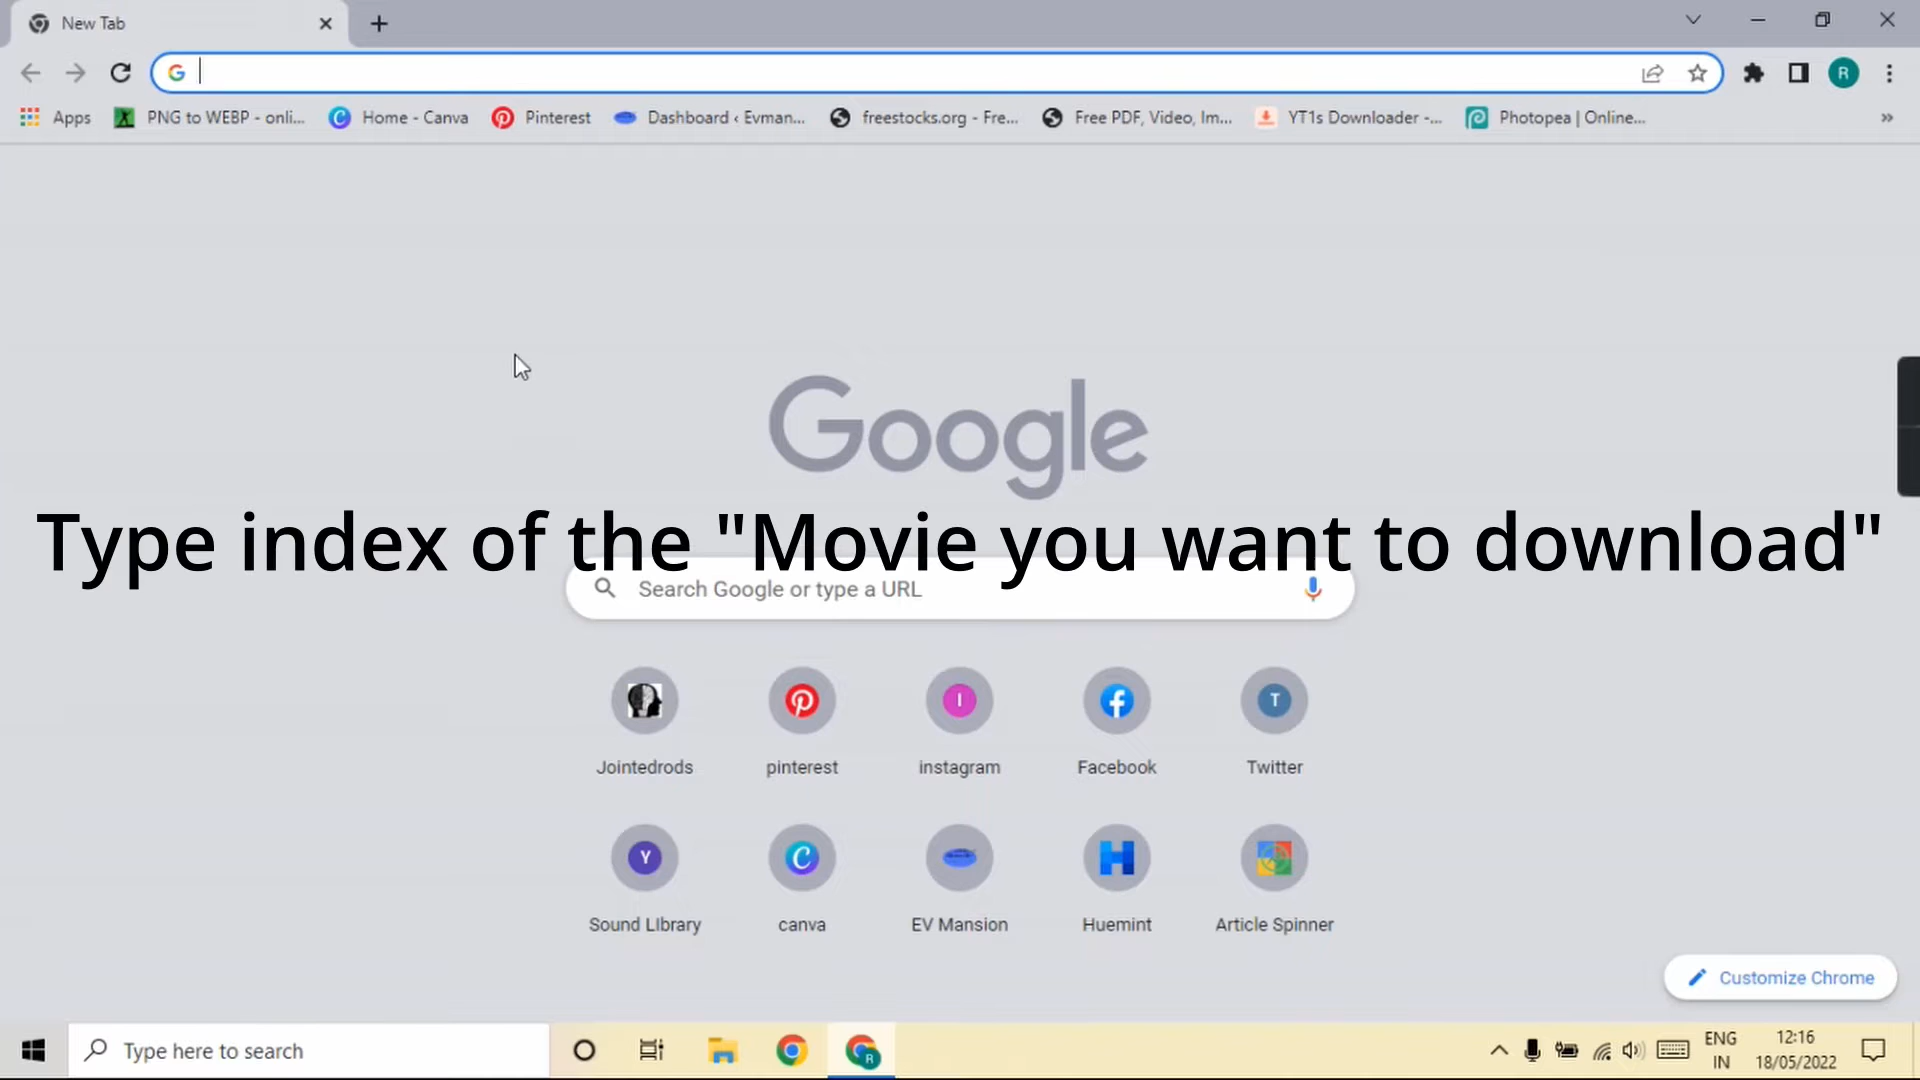 New Tab
Apps PNG to WEBP - onli... Home - Canva Pinterest Dashboard ‹ Evman... freestocks.org - Fre... Free PDF, Video, Im... YT1s Downloader -... Photopea | Online... »
Google
Type index of the "Movie you want to download"
Search Google or type a URL
I T
Jointedrods pinterest instagram Facebook Twitter
Y
Sound LIbrary canva EV Mansion Huemint Article Spinner
Customize Chrome
Type here to search
R
ENG 12:16
IN 18/05/2022